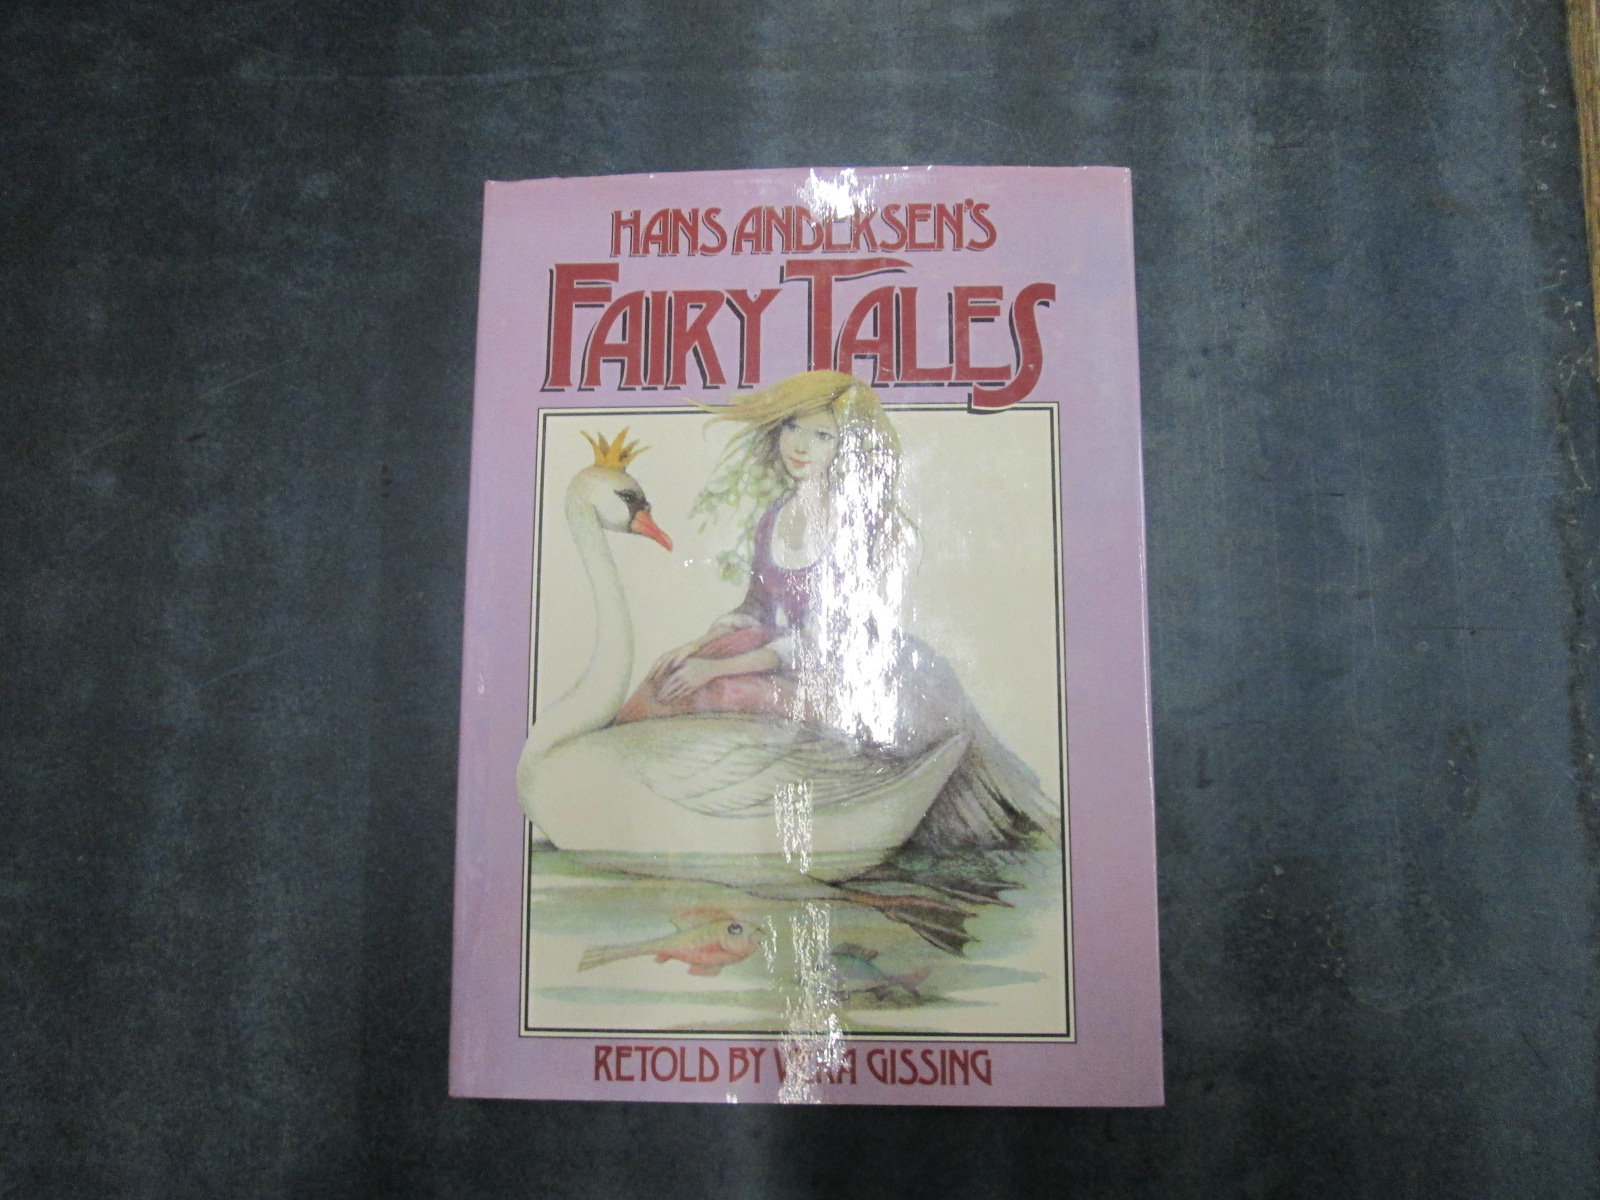 HANS ANDERSEN'S
FAIRY TALES
RETOLD BY VERA GISSING